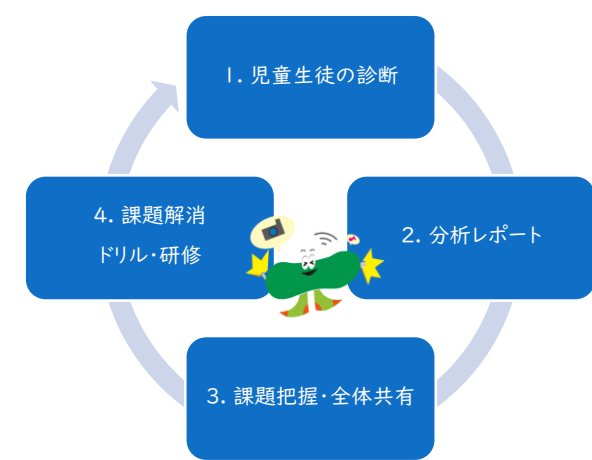 1. 児童生徒の診断
2. 分析レポート
3. 課題把握・全体共有
4. 課題解消
ドリル・研修